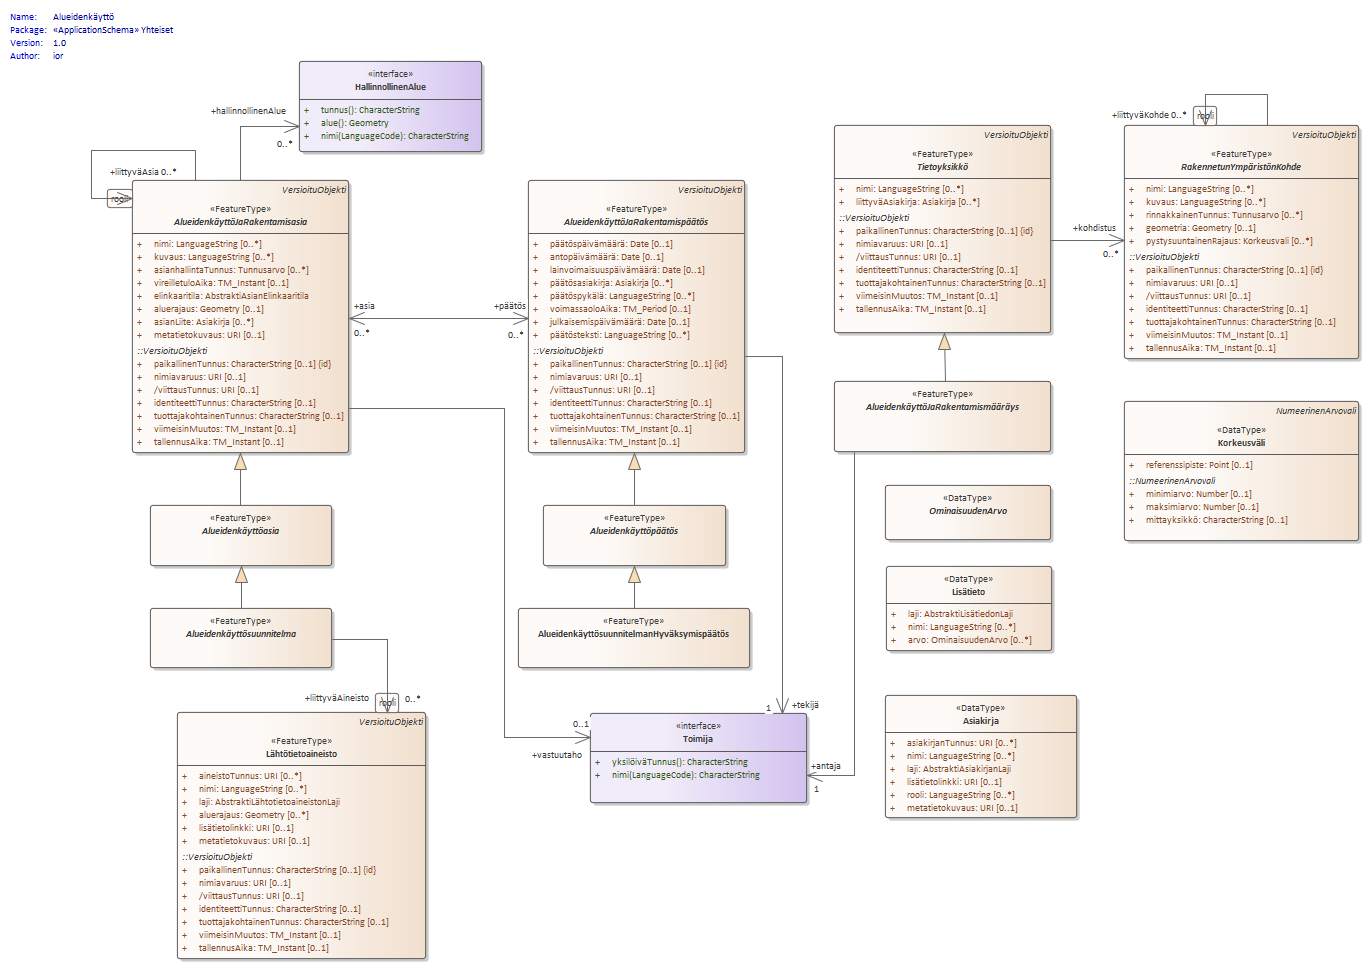 Name: Alueidenkäyttö
Package: «ApplicationSchema» Yhteiset
Version: 1.0
Author: ior
«interface»
HallinnollinenAlue
+ tunnus(): CharacterString
+ alue(): Geometry
+ nimi(LanguageCode): CharacterString
+hallinnollinenAlue
0..*
+liittyväAsia 0..*
rooli
VersioituObjekti
«FeatureType»
AlueidenkäyttöJaRakentamisasia
+ nimi: LanguageString [0..*]
+ kuvaus: LanguageString [0..*]
+ asianhallintaTunnus: Tunnusarvo [0..*]
+ vireilletuloAika: TM_Instant [0..1]
+ elinkaaritila: AbstraktiAsianElinkaaritila
+ aluerajaus: Geometry [0..1]
+ asianLiite: Asiakirja [0..*]
+ metatietokuvaus: URI [0..1]
::VersioituObjekti
+ paikallinenTunnus: CharacterString [0..1] {id}
+ nimiavaruus: URI [0..1]
+ /viittausTunnus: URI [0..1]
+ identiteettiTunnus: CharacterString [0..1]
+ tuottajakohtainenTunnus: CharacterString [0..1]
+ viimeisinMuutos: TM_Instant [0..1]
+ tallennusAika: TM_Instant [0..1]
+asia
0..*
+päätös
0..*
VersioituObjekti
«FeatureType»
AlueidenkäyttöJaRakentamispäätös
+ päätöspäivämäärä: Date [0..1]
+ antopäivämäärä: Date [0..1]
+ lainvoimaisuuspäivämäärä: Date [0..1]
+ päätösasiakirja: Asiakirja [0..*]
+ päätöspykälä: LanguageString [0..*]
+ voimassaoloAika: TM_Period [0..1]
+ julkaisemispäivämäärä: Date [0..1]
+ päätösteksti: LanguageString [0..*]
::VersioituObjekti
+ paikallinenTunnus: CharacterString [0..1] {id}
+ nimiavaruus: URI [0..1]
+ /viittausTunnus: URI [0..1]
+ identiteettiTunnus: CharacterString [0..1]
+ tuottajakohtainenTunnus: CharacterString [0..1]
+ viimeisinMuutos: TM_Instant [0..1]
+ tallennusAika: TM_Instant [0..1]
VersioituObjekti
«FeatureType»
Tietoyksikkö
+ nimi: LanguageString [0..*]
+ liittyväAsiakirja: Asiakirja [0..*]
::VersioituObjekti
+ paikallinenTunnus: CharacterString [0..1] {id}
+ nimiavaruus: URI [0..1]
+ /viittausTunnus: URI [0..1]
+ identiteettiTunnus: CharacterString [0..1]
+ tuottajakohtainenTunnus: CharacterString [0..1]
+ viimeisinMuutos: TM_Instant [0..1]
+ tallennusAika: TM_Instant [0..1]
+kohdistus
0..*
+liittyväKohde 0..*
rooli
VersioituObjekti
«FeatureType»
RakennetunYmpäristönKohde
+ nimi: LanguageString [0..*]
+ kuvaus: LanguageString [0..*]
+ rinnakkainenTunnus: Tunnusarvo [0..*]
+ geometria: Geometry [0..1]
+ pystysuuntainenRajaus: Korkeusväli [0..*]
::VersioituObjekti
+ paikallinenTunnus: CharacterString [0..1] {id}
+ nimiavaruus: URI [0..1]
+ /viittausTunnus: URI [0..1]
+ identiteettiTunnus: CharacterString [0..1]
+ tuottajakohtainenTunnus: CharacterString [0..1]
+ viimeisinMuutos: TM_Instant [0..1]
+ tallennusAika: TM_Instant [0..1]
«FeatureType»
AlueidenkäyttöJaRakentamismääräys
NumeerinenArvovali
«DataType»
Korkeusväli
+ referenssipiste: Point [0..1]
::NumeerinenArvovali
+ minimiarvo: Number [0..1]
+ maksimiarvo: Number [0..1]
+ mittayksikkö: CharacterString [0..1]
«FeatureType»
Alueidenkäyttöasia
«FeatureType»
Alueidenkäyttöpäätös
«DataType»
OminaisuudenArvo
«DataType»
Lisätieto
+ laji: AbstraktiLisätiedonLaji
+ nimi: LanguageString [0..*]
+ arvo: OminaisuudenArvo [0..*]
«FeatureType»
Alueidenkäyttösuunnitelma
«FeatureType»
AlueidenkäyttösuunnitelmanHyväksymispäätös
+liittyväAineisto
rooli
0..*
VersioituObjekti
«FeatureType»
Lähtötietoaineisto
+ aineistoTunnus: URI [0..*]
+ nimi: LanguageString [0..*]
+ laji: AbstraktiLähtotietoaineistonLaji
+ aluerajaus: Geometry [0..*]
+ lisätietolinkki: URI [0..1]
+ metatietokuvaus: URI [0..1]
::VersioituObjekti
+ paikallinenTunnus: CharacterString [0..1] {id}
+ nimiavaruus: URI [0..1]
+ /viittausTunnus: URI [0..1]
+ identiteettiTunnus: CharacterString [0..1]
+ tuottajakohtainenTunnus: CharacterString [0..1]
+ viimeisinMuutos: TM_Instant [0..1]
+ tallennusAika: TM_Instant [0..1]
0..1
+vastuutaho
1
+tekijä
«interface»
Toimija
+ yksilöiväTunnus(): CharacterString
+ nimi(LanguageCode): CharacterString
+antaja
1
«DataType»
Asiakirja
+ asiakirjanTunnus: URI [0..*]
+ nimi: LanguageString [0..*]
+ laji: AbstraktiAsiakirjanLaji
+ lisätietolinkki: URI [0..1]
+ rooli: LanguageString [0..*]
+ metatietokuvaus: URI [0..1]